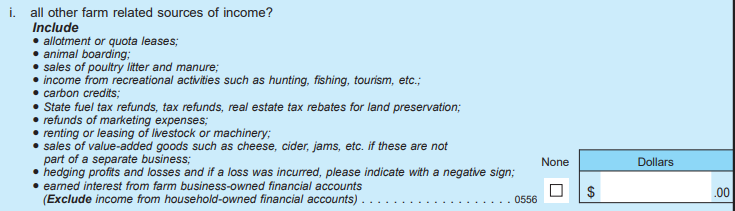 i. all other farm related sources of income?
Include
• allotment or quota leases;
• animal boarding;
• sales of poultry litter and manure;
• income from recreational activities such as hunting, fishing, tourism, etc.;
• carbon credits;
• State fuel tax refunds, tax refunds, real estate tax rebates for land preservation;
• refunds of marketing expenses;
• renting or leasing of livestock or machinery;
• sales of value-added goods such as cheese, cider, jams, etc. if these are not
part of a separate business;
• hedging profits and losses and if a loss was incurred, please indicate with a negative sign;
• earned interest from farm business-owned financial accounts
(Exclude income from household-owned financial accounts) . . . . . . . . . . . . . . . . . . . 0556
None Dollars
$ .00